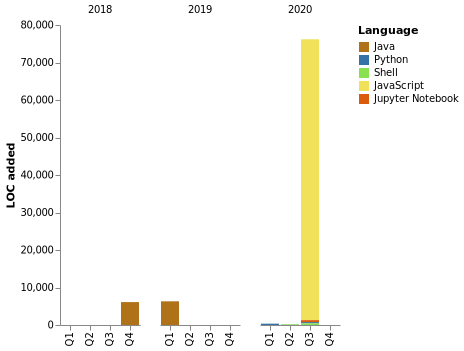 2018 2019 2020
Language
Java
Python
Shell
JavaScript
Jupyter Notebook
LOC added
80,000
70,000
60,000
50,000
40,000
30,000
20,000
10,000
0
Q1 Q2 Q3 Q4 Q1 Q2 Q3 Q4 Q1 Q2 Q3 Q4